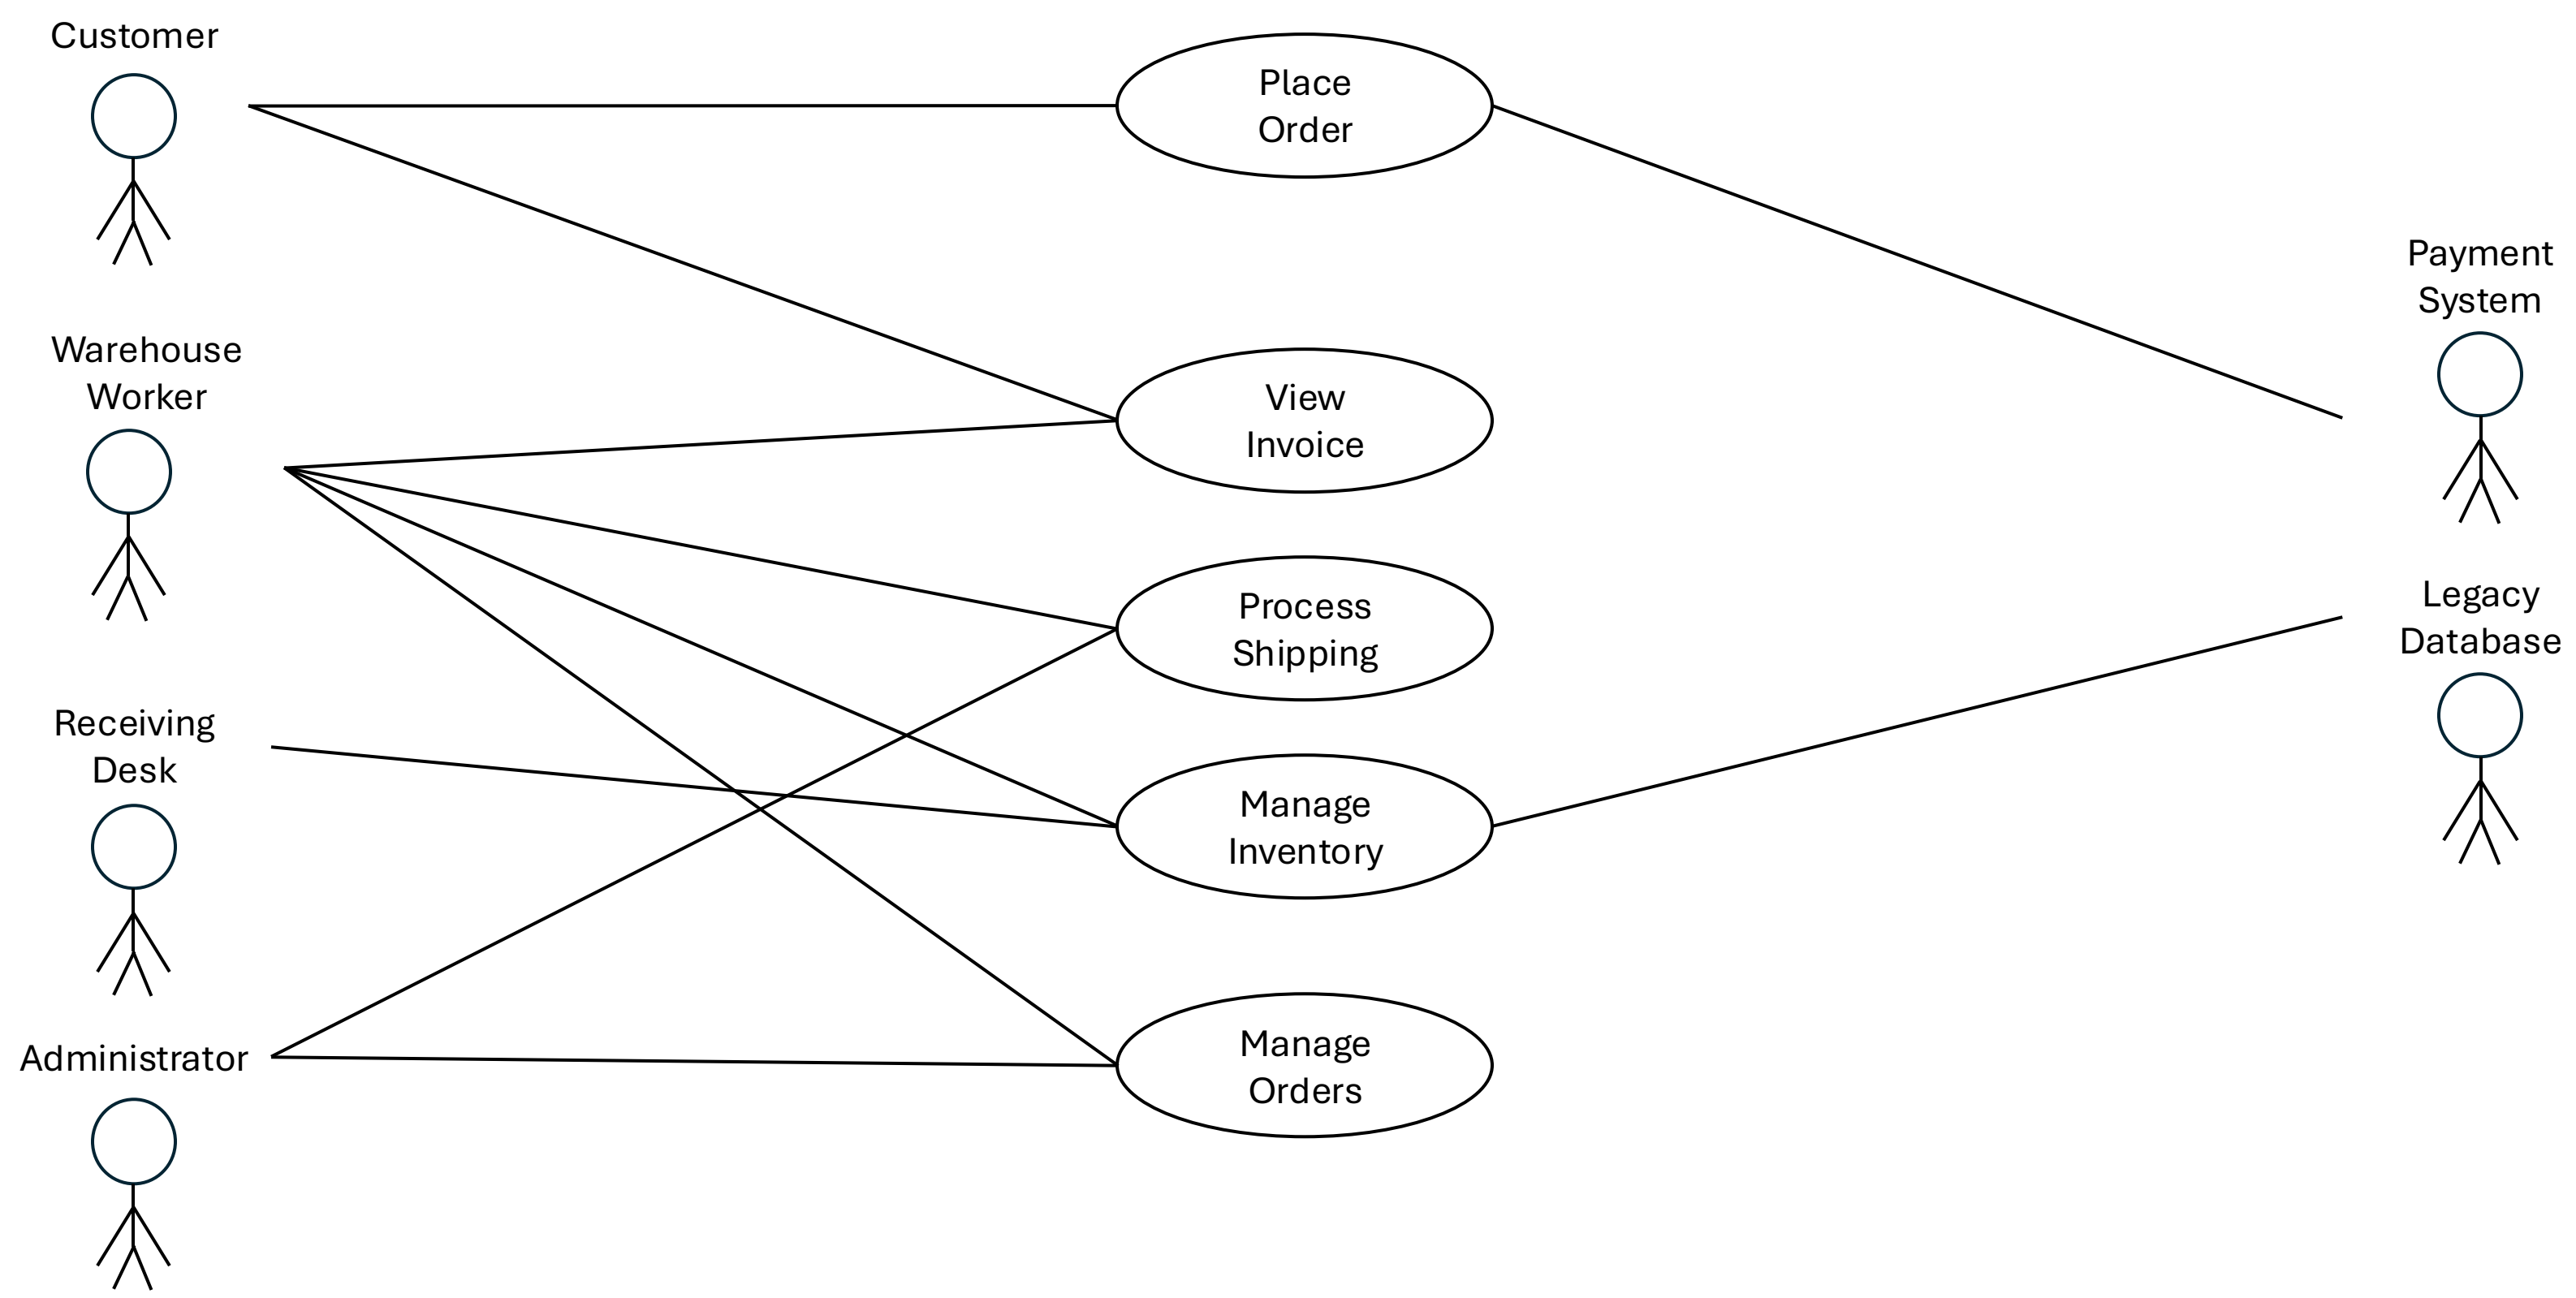 Customer
Place
Order
Payment
System
Warehouse
Worker
View
Invoice
Process
Shipping
Legacy
Database
Receiving
Desk
Manage
Inventory
Administrator
Manage
Orders